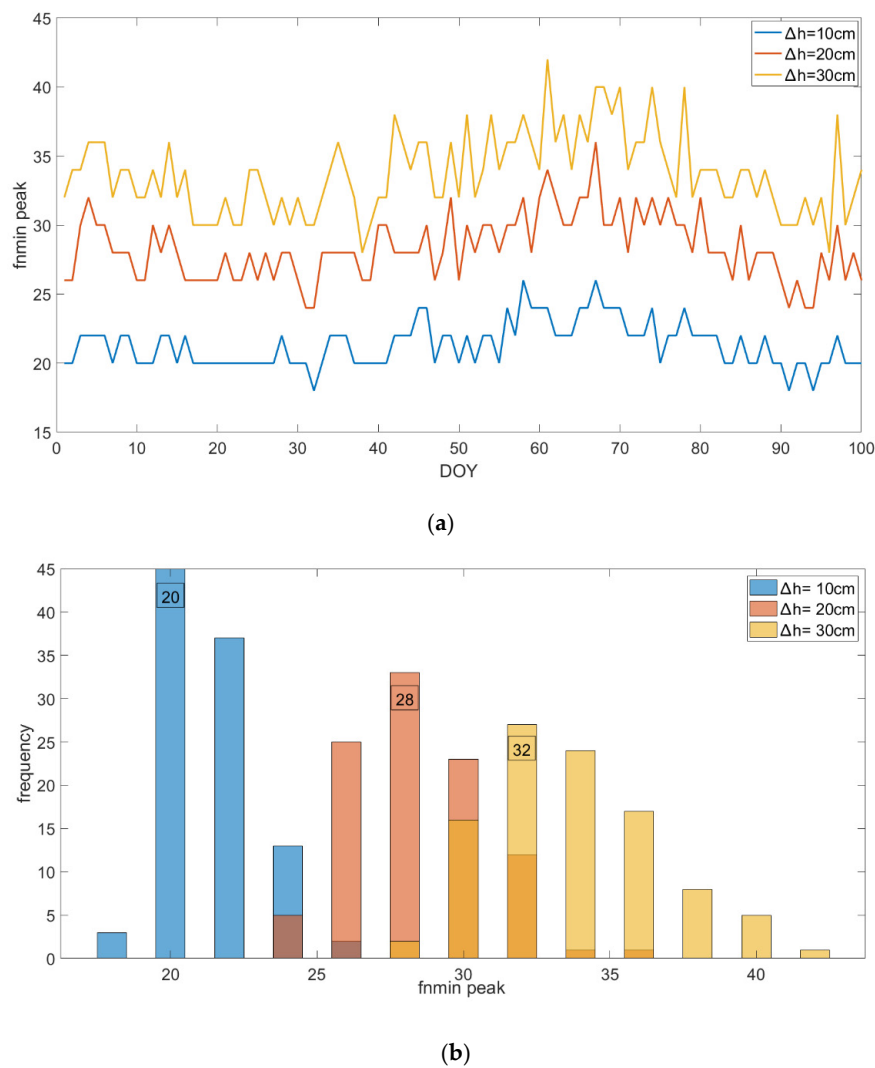 45
40
35
30
25
20
15
fnmin peak
Δh=10cm
Δh=20cm
Δh=30cm
0 10 20 30 40 50 60 70 80 90 100
DOY
(a)
45
40
35
30
25
20
15
10
5
0
frequency
20
28
32
Δh= 10cm
Δh= 20cm
Δh= 30cm
20 25 30 35 40
fnmin peak
(b)